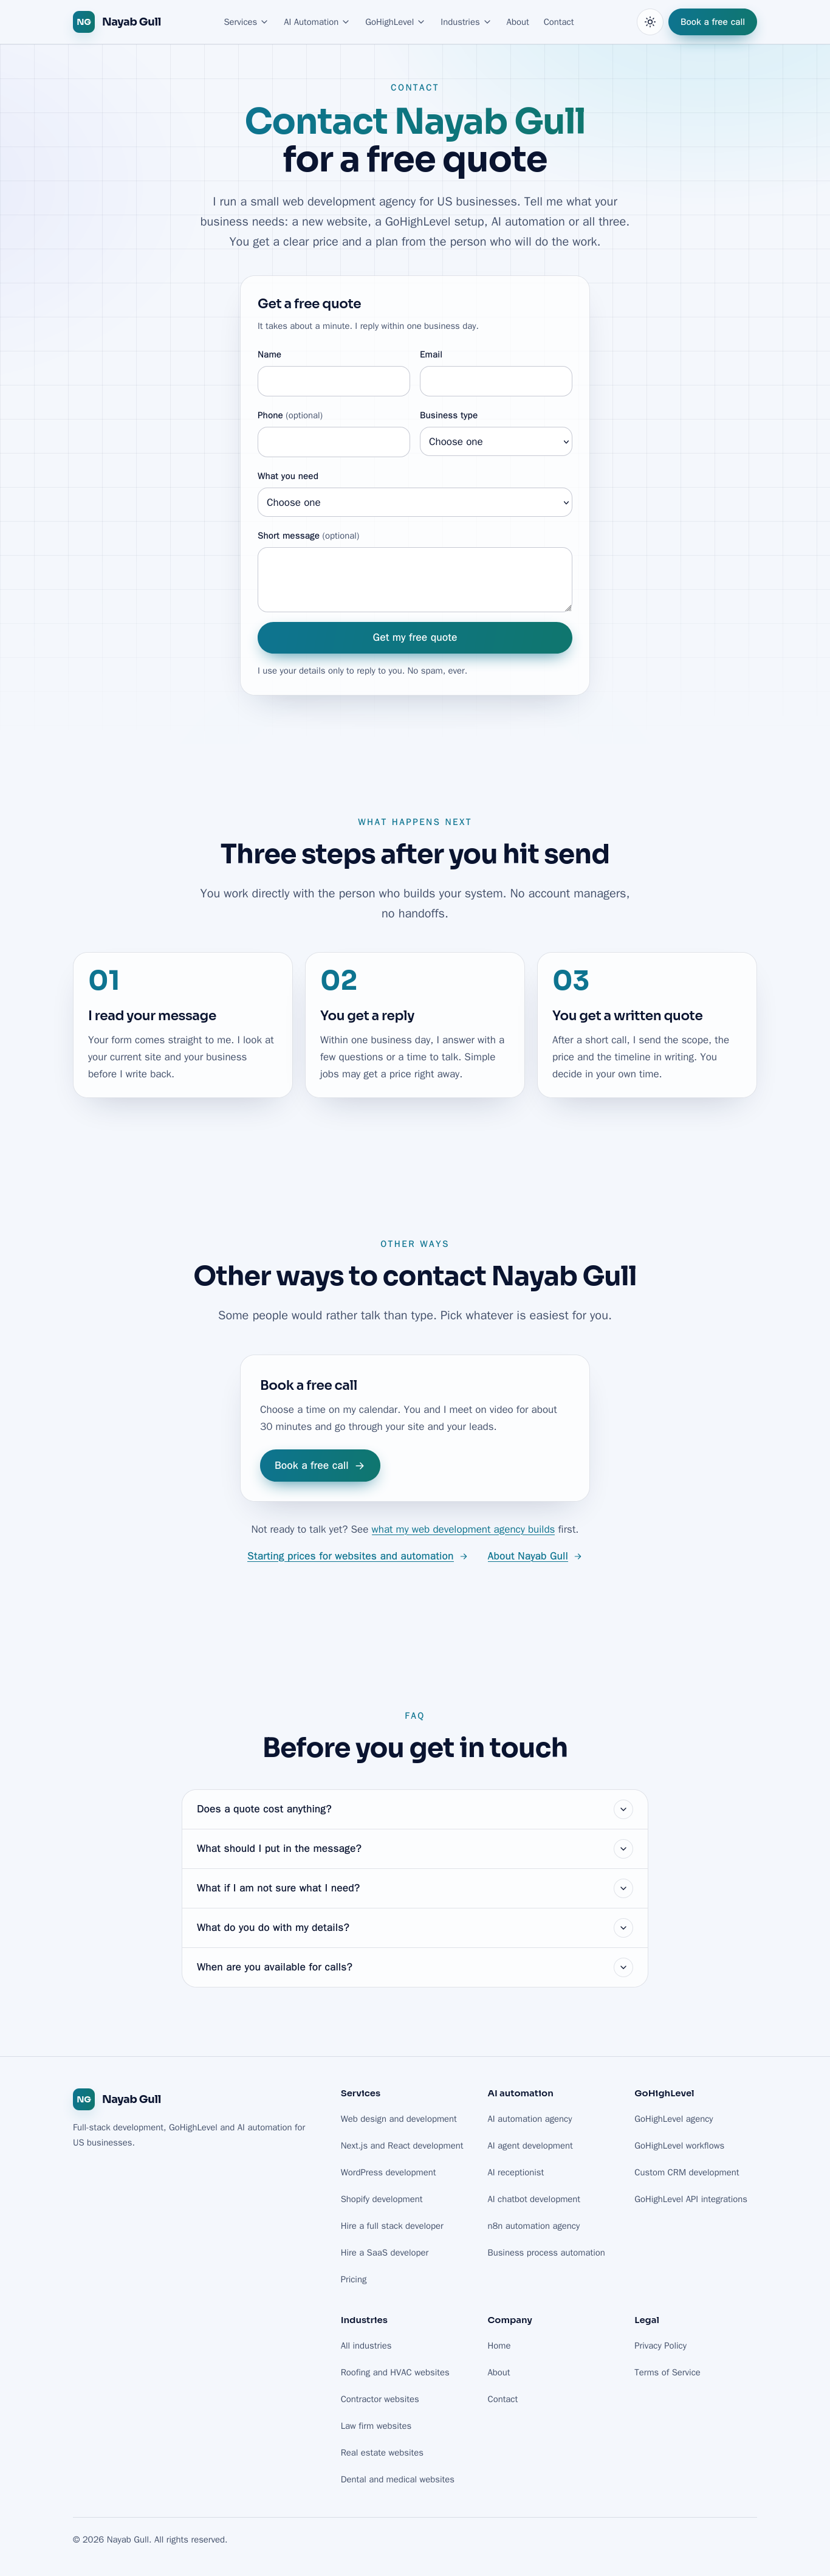 NG Nayab Gull
Services
AI Automation
GoHighLevel
Industries
About
Contact
Book a free call
CONTACT
Contact Nayab Gull
for a free quote
I run a small web development agency for US businesses. Tell me what your
business needs: a new website, a GoHighLevel setup, AI automation or all three.
You get a clear price and a plan from the person who will do the work.
Get a free quote
It takes about a minute. I reply within one business day.
Name
Email
Phone (optional)
Business type
Choose one
What you need
Choose one
Short message (optional)
Get my free quote
I use your details only to reply to you. No spam, ever.
WHAT HAPPENS NEXT
Three steps after you hit send
You work directly with the person who builds your system. No account managers,
no handoffs.
01
I read your message
Your form comes straight to me. I look at
your current site and your business
before I write back.
02
You get a reply
Within one business day, I answer with a
few questions or a time to talk. Simple
jobs may get a price right away.
03
You get a written quote
After a short call, I send the scope, the
price and the timeline in writing. You
decide in your own time.
OTHER WAYS
Other ways to contact Nayab Gull
Some people would rather talk than type. Pick whatever is easiest for you.
Book a free call
Choose a time on my calendar. You and I meet on video for about
30 minutes and go through your site and your leads.
Book a free call →
Not ready to talk yet? See what my web development agency builds first.
Starting prices for websites and automation →
About Nayab Gull →
FAQ
Before you get in touch
Does a quote cost anything?
What should I put in the message?
What if I am not sure what I need?
What do you do with my details?
When are you available for calls?
NG Nayab Gull
Full-stack development, GoHighLevel and AI automation for
US businesses.
Services
Web design and development
Next.js and React development
WordPress development
Shopify development
Hire a full stack developer
Hire a SaaS developer
Pricing
AI automation
AI automation agency
AI agent development
AI receptionist
AI chatbot development
n8n automation agency
Business process automation
GoHighLevel
GoHighLevel agency
GoHighLevel workflows
Custom CRM development
GoHighLevel API integrations
Industries
All industries
Roofing and HVAC websites
Contractor websites
Law firm websites
Real estate websites
Dental and medical websites
Company
Home
About
Contact
Legal
Privacy Policy
Terms of Service
© 2026 Nayab Gull. All rights reserved.